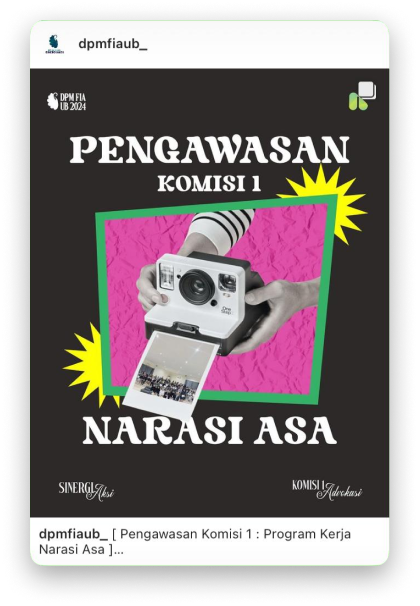 dpmfiaub_
DPM FIA
UB 2024
PENGAWASAN
KOMISI 1
NARASI ASA
SINERGI Aksi
KOMISI 1
Advokasi
dpmfiaub_ [ Pengawasan Komisi 1 : Program Kerja
Narasi Asa ]...